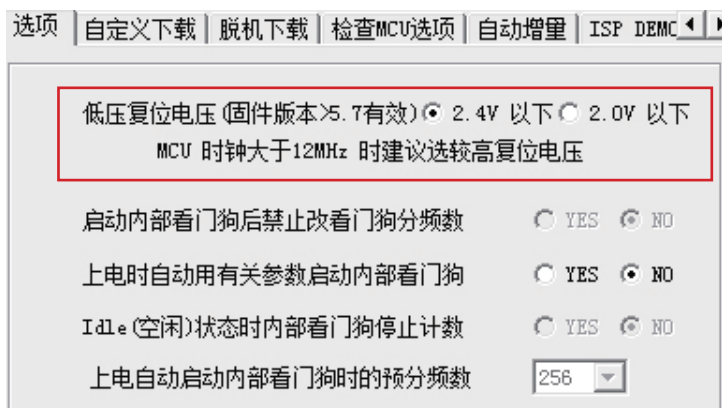 选项 自定义下载 脱机下载 检查MCU选项 自动增量 ISP DEMO
低压复位电压(固件版本>5.7有效) 2.4V 以下 2.0V 以下
MCU 时钟大于12MHz 时建议选较高复位电压
启动内部看门狗后禁止改看门狗分频数 YES NO
上电时自动用有关参数启动内部看门狗 YES NO
Idle(空闲)状态时内部看门狗停止计数 YES NO
上电自动启动内部看门狗时的预分频数 256